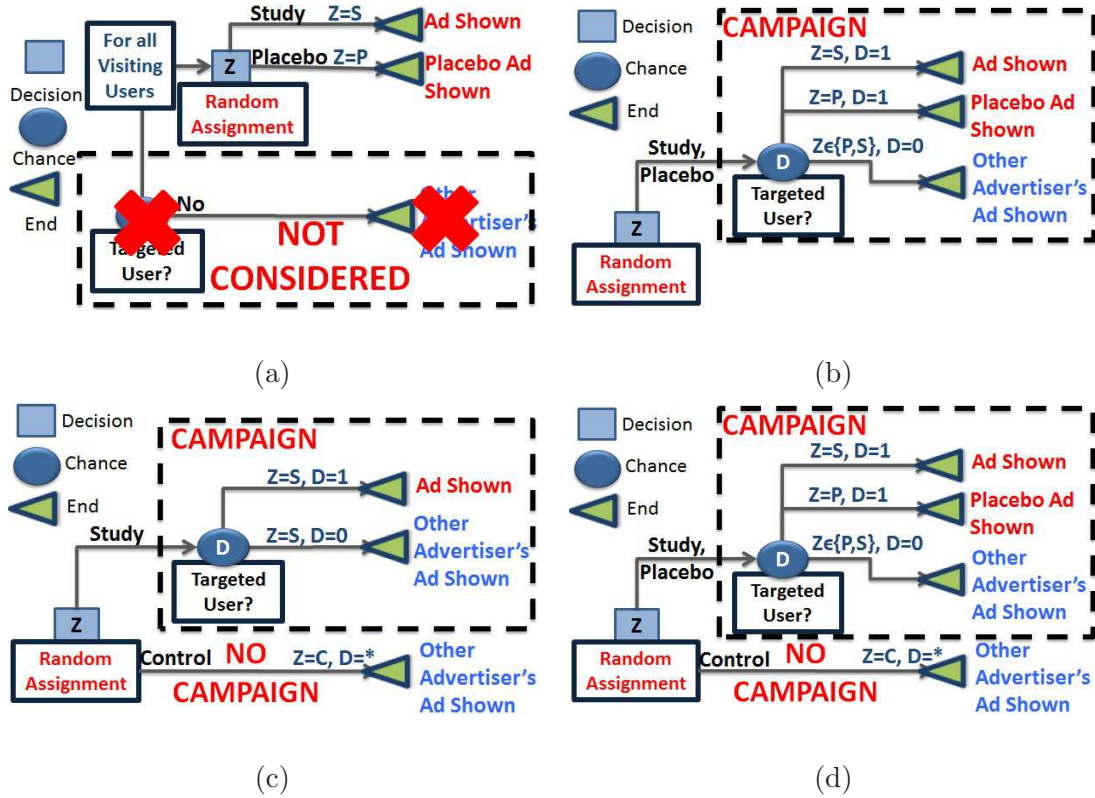 Decision
Chance
End
For all
Visiting
Users
Z
Random
Assignment
Study Z=S
Ad Shown
Placebo Z=P
Placebo Ad
Shown
No
Targeted
User?
NOT
CONSIDERED
Other
Advertiser's
Ad Shown
(a)
Decision
Chance
End
CAMPAIGN
Z=S, D=1
Ad Shown
Z=P, D=1
Placebo Ad
Shown
Zϵ{P,S}, D=0
Other
Advertiser's
Ad Shown
Study,
Placebo
D
Targeted
User?
Z
Random
Assignment
(b)
Decision
Chance
End
CAMPAIGN
Z=S, D=1
Ad Shown
Study
D
Z=S, D=0
Other
Advertiser's
Ad Shown
Targeted
User?
Z
Random
Assignment
Control NO
CAMPAIGN
Z=C, D=*
Other
Advertiser's
Ad Shown
(c)
Decision
Chance
End
CAMPAIGN
Z=S, D=1
Ad Shown
Z=P, D=1
Placebo Ad
Shown
Zϵ{P,S}, D=0
Other
Advertiser's
Ad Shown
Study,
Placebo
D
Targeted
User?
Z
Random
Assignment
Control NO
CAMPAIGN
Z=C, D=*
Other
Advertiser's
Ad Shown
(d)